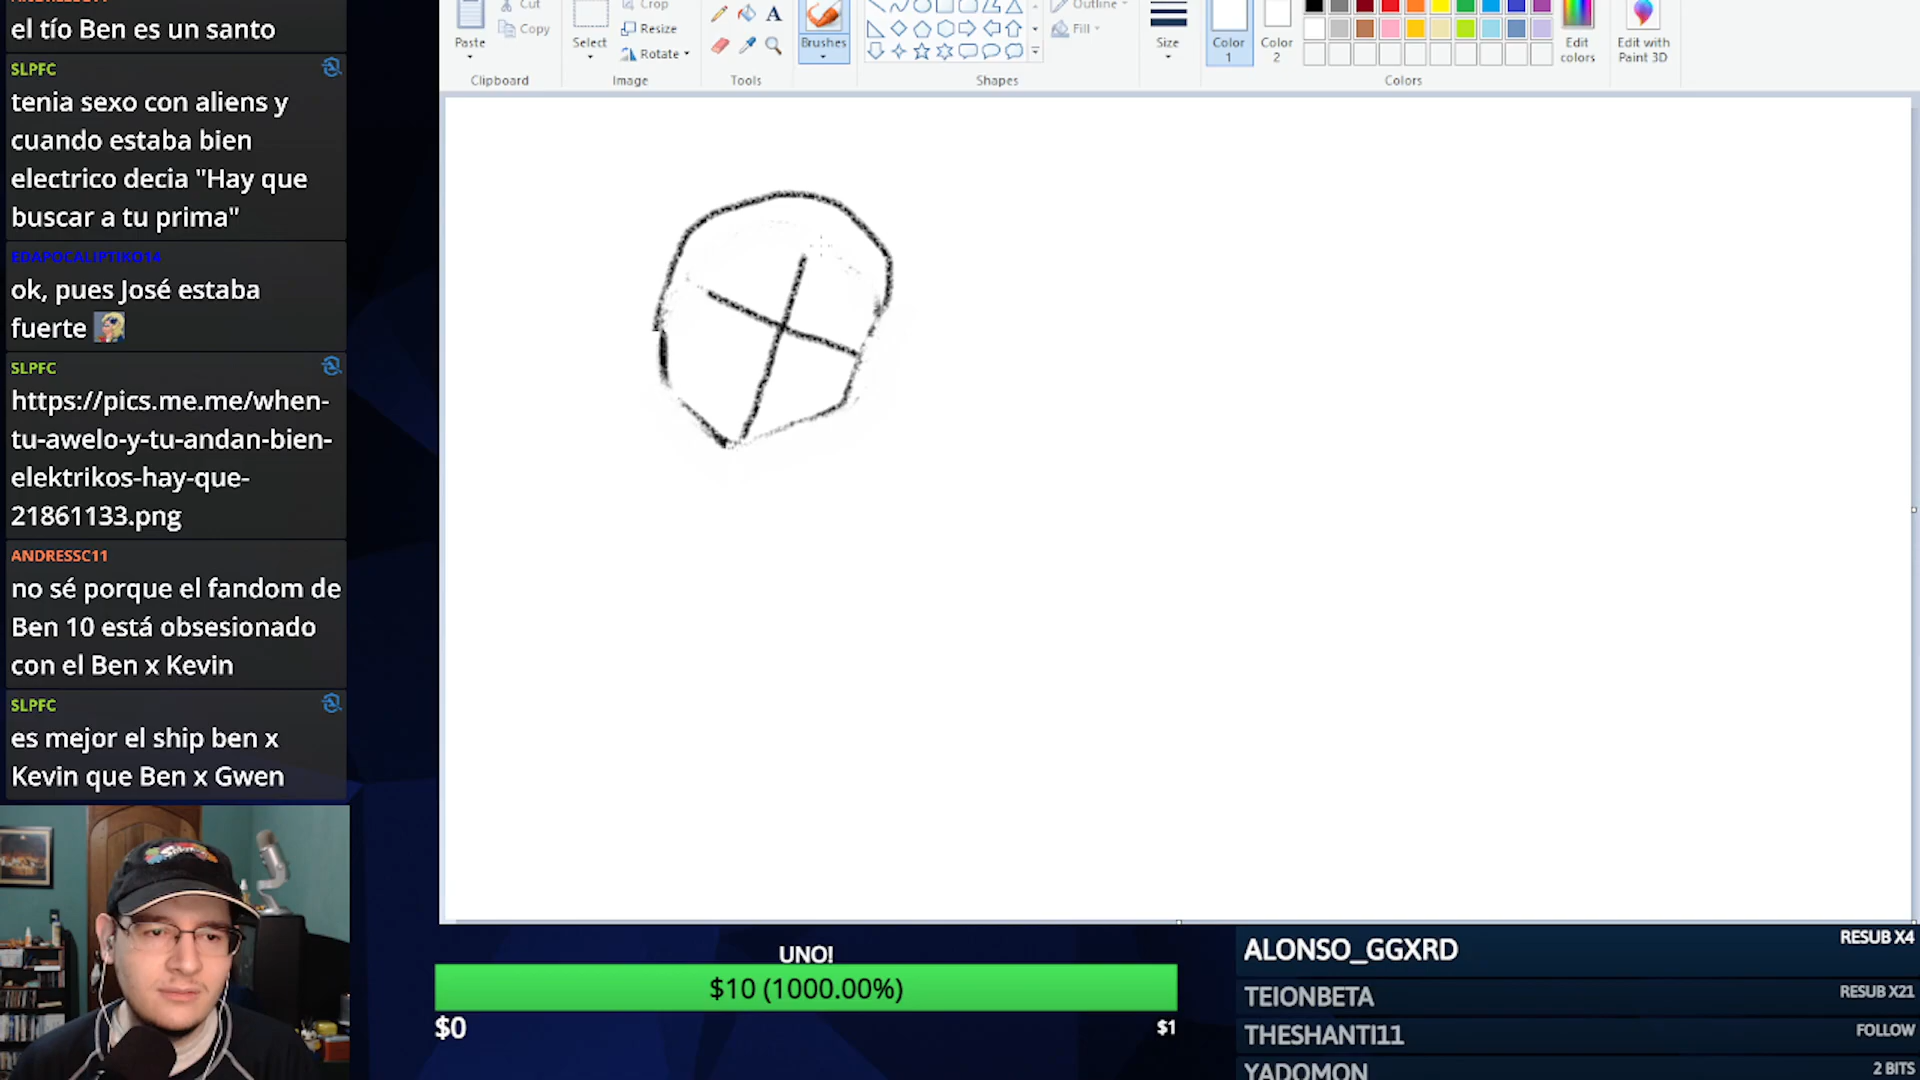 el tío Ben es un santo
SLPFC
tenia sexo con aliens y
cuando estaba bien
electrico decia "Hay que
buscar a tu prima"
EDAPOCALIPTIKO14
ok, pues José estaba
fuerte
SLPFC
https://pics.me.me/when-
tu-awelo-y-tu-andan-bien-
elektrikos-hay-que-
21861133.png
ANDRESSC11
no sé porque el fandom de
Ben 10 está obsesionado
con el Ben x Kevin
SLPFC
es mejor el ship ben x
Kevin que Ben x Gwen
Paste
Cut
Copy
Clipboard
Select
Crop
Resize
Rotate
Image
A
Tools
Brushes
Shapes
Outline
Fill
Size
Color
1
Color
2
Colors
Edit
colors
Edit with
Paint 3D
UNO!
$10 (1000.00%)
$0
$1
ALONSO_GGXRD
RESUB X4
TEIONBETA
RESUB X21
THESHANTI11
FOLLOW
YADOMON
2 BITS